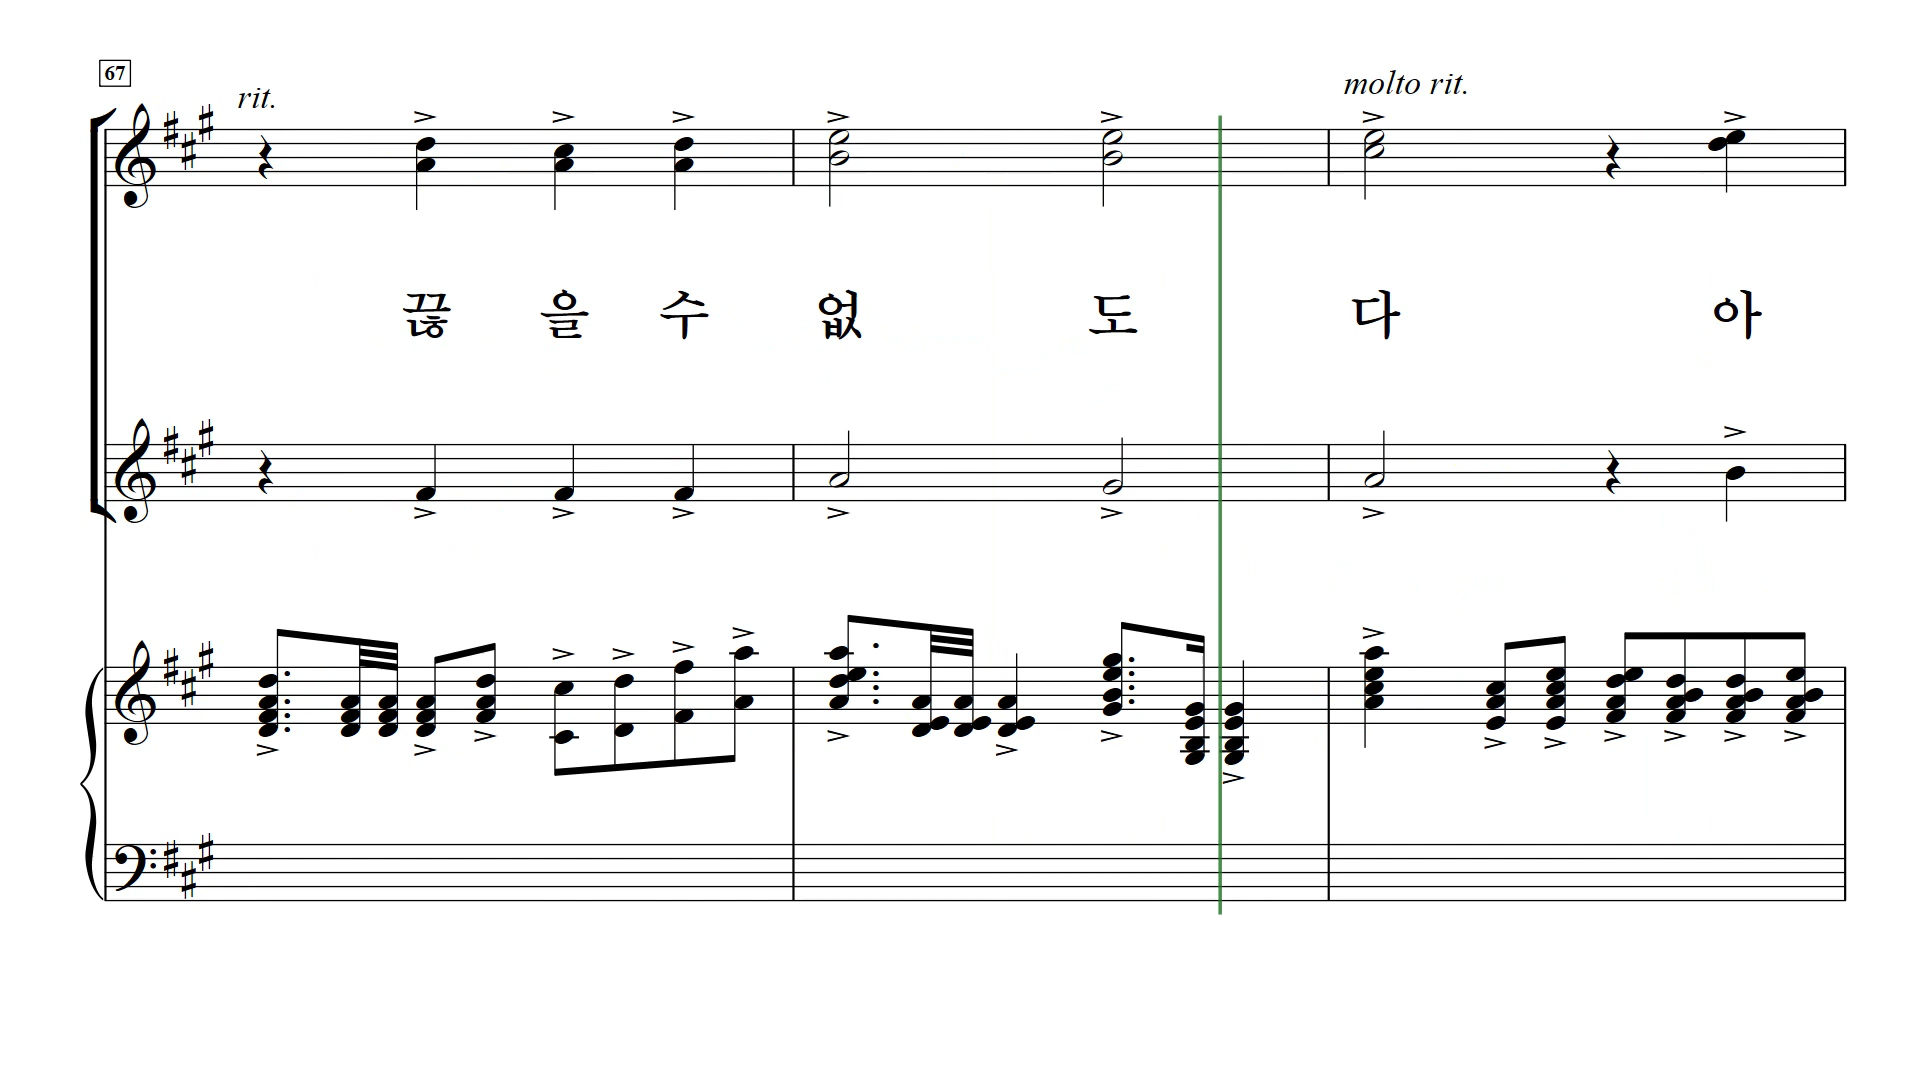 67
rit.
molto rit.
끊 을 수 없 도 다 아